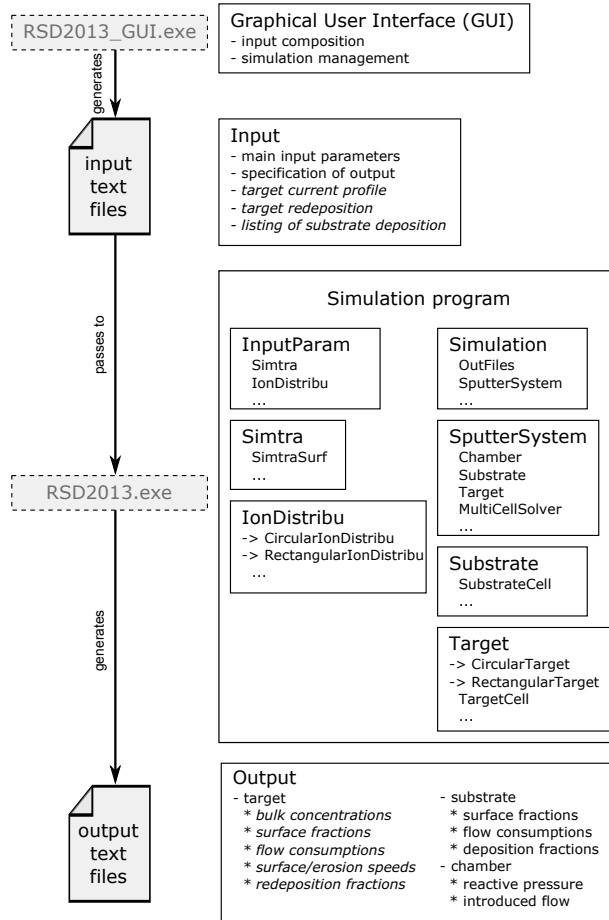 RSD2013_GUI.exe
generates
input
text
files
passes to
RSD2013.exe
generates
output
text
files
Graphical User Interface (GUI)
- input composition
- simulation management
Input
- main input parameters
- specification of output
- target current profile
- target redeposition
- listing of substrate deposition
Simulation program
InputParam
Simtra
IonDistribu
...
Simtra
SimtraSurf
...
IonDistribu
-> CircularIonDistribu
-> RectangularIonDistribu
...
Simulation
OutFiles
SputterSystem
...
SputterSystem
Chamber
Substrate
Target
MultiCellSolver
...
Substrate
SubstrateCell
...
Target
-> CircularTarget
-> RectangularTarget
TargetCell
...
Output
- target
* bulk concentrations
* surface fractions
* flow consumptions
* surface/erosion speeds
* redeposition fractions
- substrate
* surface fractions
* flow consumptions
* deposition fractions
- chamber
* reactive pressure
* introduced flow